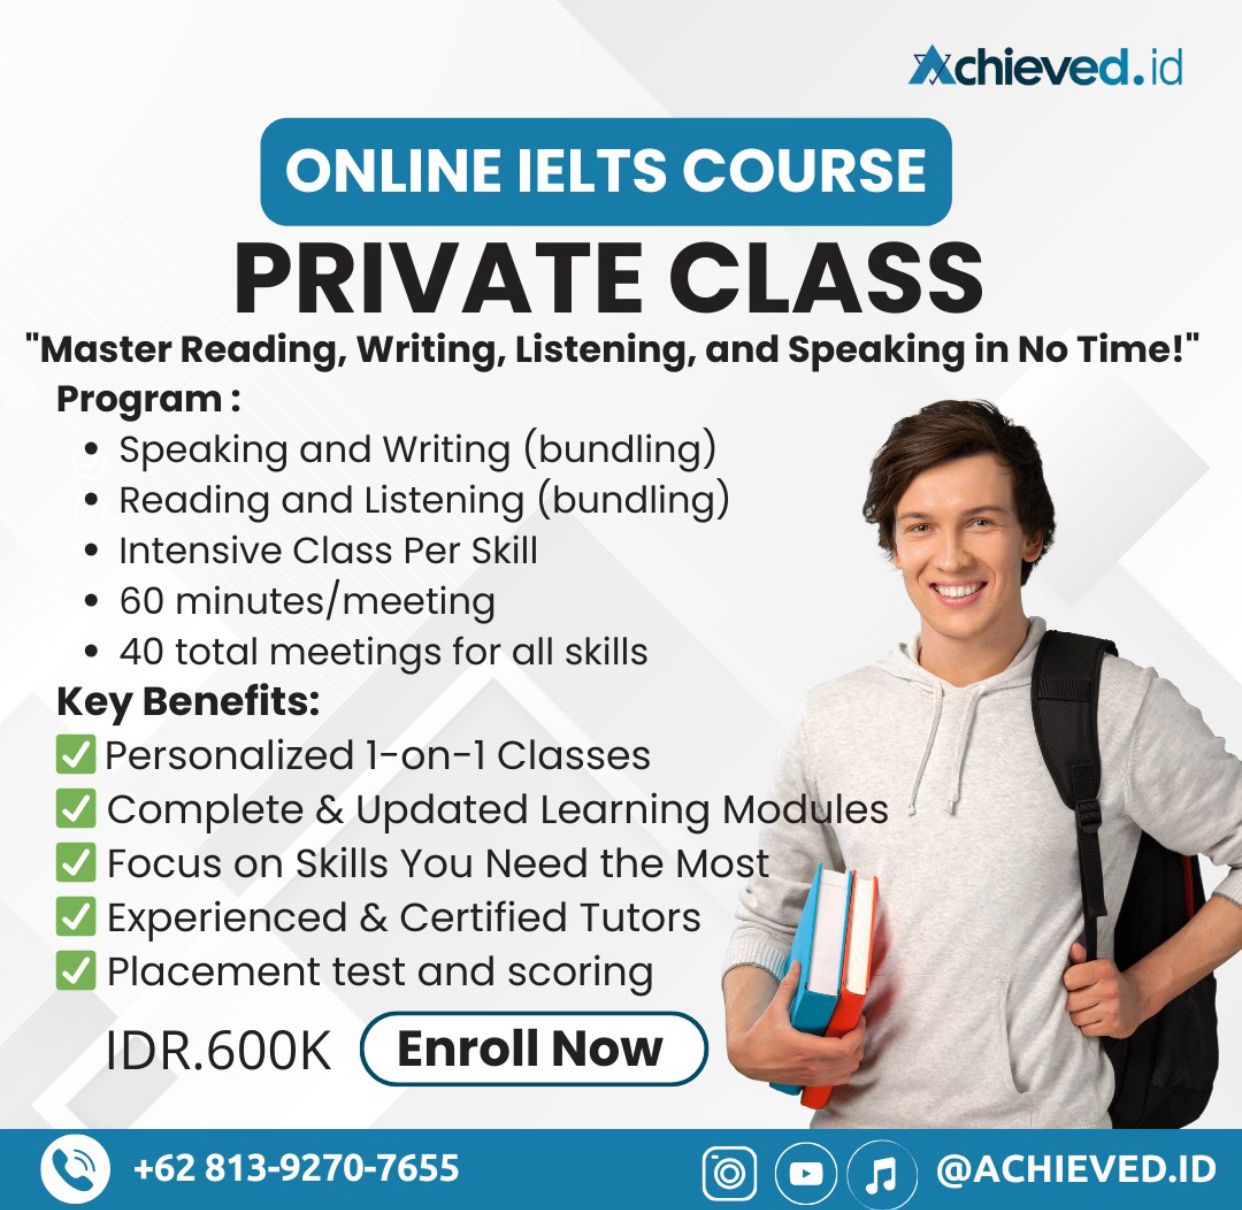 Achieved.id
ONLINE IELTS COURSE
PRIVATE CLASS
"Master Reading, Writing, Listening, and Speaking in No Time!"
Program :
• Speaking and Writing (bundling)
• Reading and Listening (bundling)
• Intensive Class Per Skill
• 60 minutes/meeting
• 40 total meetings for all skills
Key Benefits:
✅ Personalized 1-on-1 Classes
✅ Complete & Updated Learning Modules
✅ Focus on Skills You Need the Most
✅ Experienced & Certified Tutors
✅ Placement test and scoring
IDR.600K Enroll Now
+62 813-9270-7655 @ACHIEVED.ID